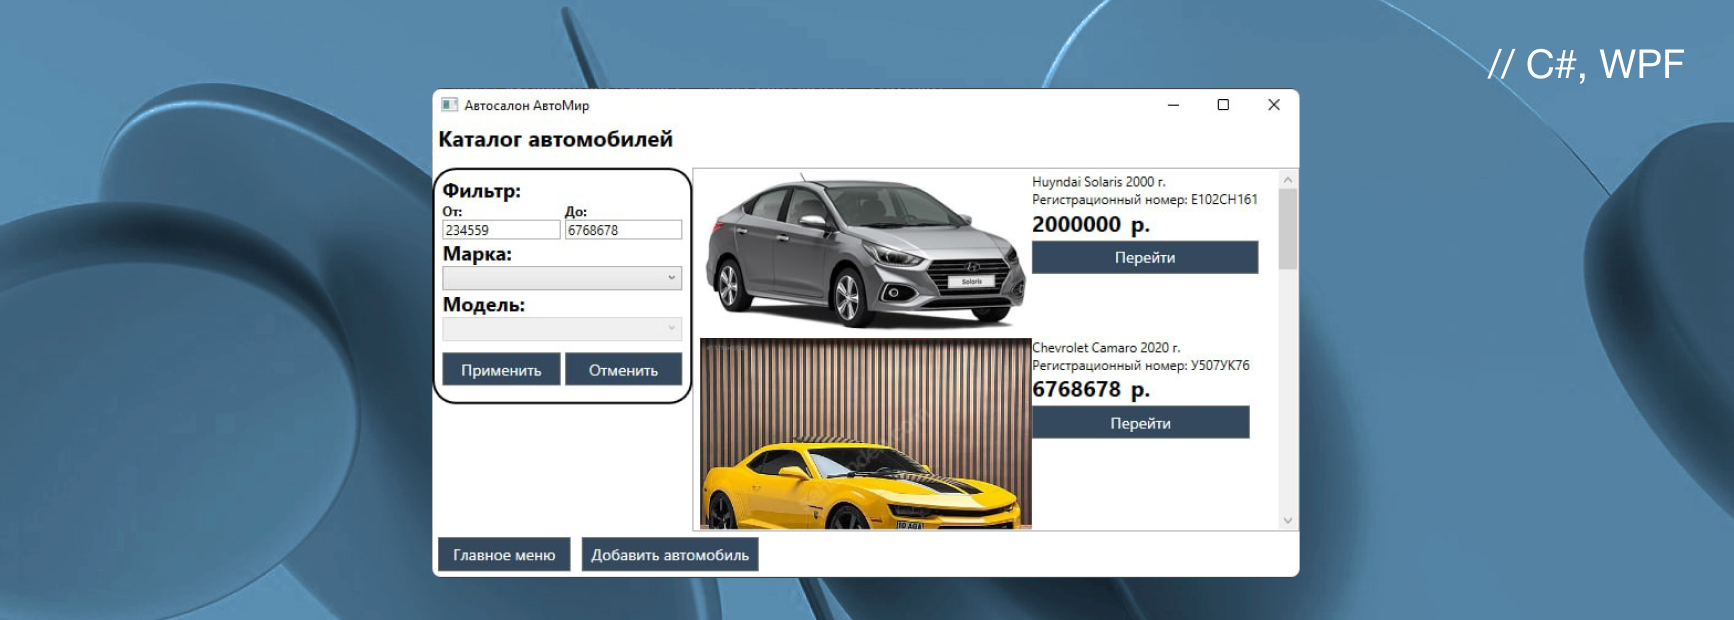 // C#, WPF
Автосалон АвтоМир
Каталог автомобилей
Фильтр:
От: До:
234559 6768678
Марка:
Модель:
Применить Отменить
Huyndai Solaris 2000 г.
Регистрационный номер: Е102СН161
2000000 р.
Перейти
Solaris
Chevrolet Camaro 2020 г.
Регистрационный номер: У507УК76
6768678 р.
Перейти
Главное меню Добавить автомобиль